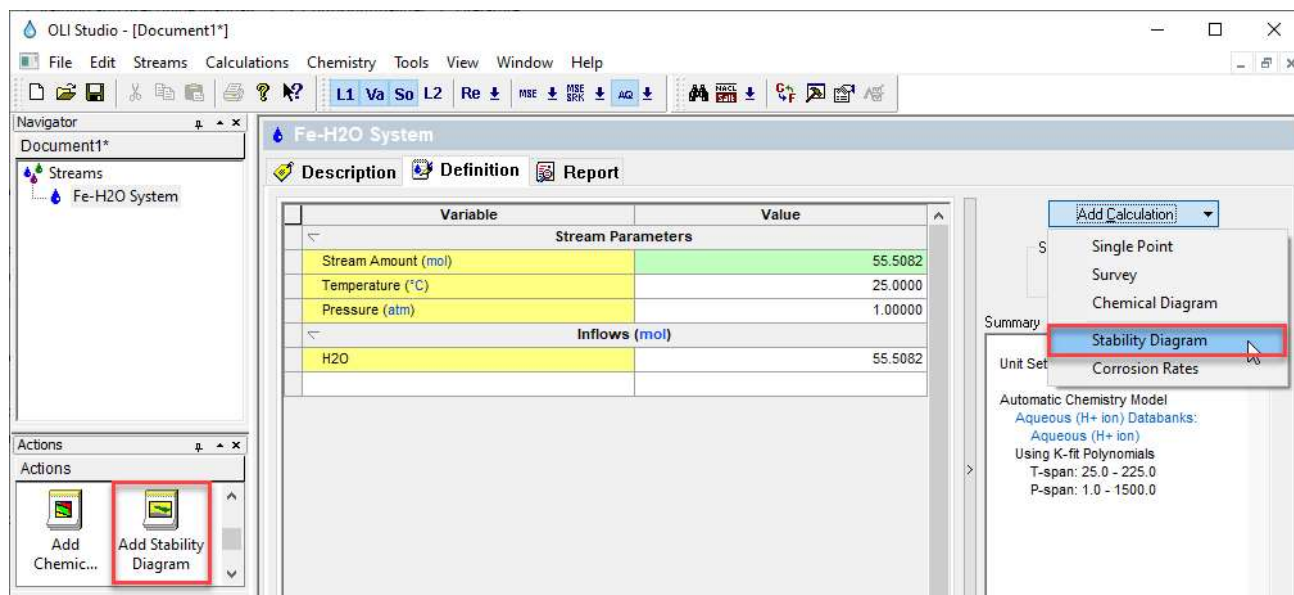 OLI Studio - [Document1*]
File Edit Streams Calculations Chemistry Tools View Window Help
L1 Va So L2 Re MSE MSE SRK AQ
Navigator
Document1*
Streams
Fe-H2O System
Actions
Actions
Add Chemic...
Add Stability Diagram
Fe-H2O System
Description Definition Report
Variable Value
Stream Parameters
Stream Amount (mol) 55.5082
Temperature (°C) 25.0000
Pressure (atm) 1.00000
Inflows (mol)
H2O 55.5082
Add Calculation
Single Point
Survey
Chemical Diagram
Stability Diagram
Corrosion Rates
S
Summary
Unit Set
Automatic Chemistry Model
Aqueous (H+ ion) Databanks:
Aqueous (H+ ion)
Using K-fit Polynomials
T-span: 25.0 - 225.0
P-span: 1.0 - 1500.0